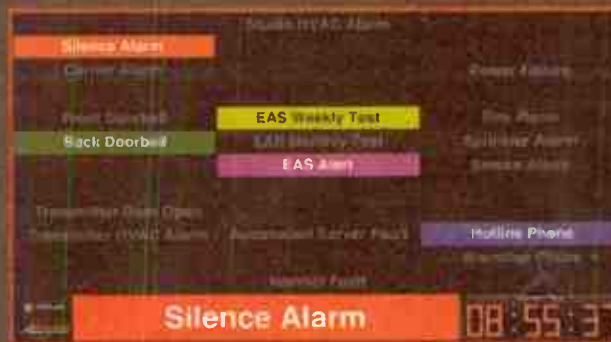 Studio HVAC Alarm
Silence Alarm
Carrier Alarm
Power Failure
Front Doorbell
EAS Weekly Test
Fire Alarm
Back Doorbell
EAS Monthly Test
Sprinkler Alarm
EAS Alert
Smoke Alarm
Transmitter Door Open
Transmitter HVAC Alarm
Automation Server Fault
Hotline Phone
Silence Alarm
08:55:3